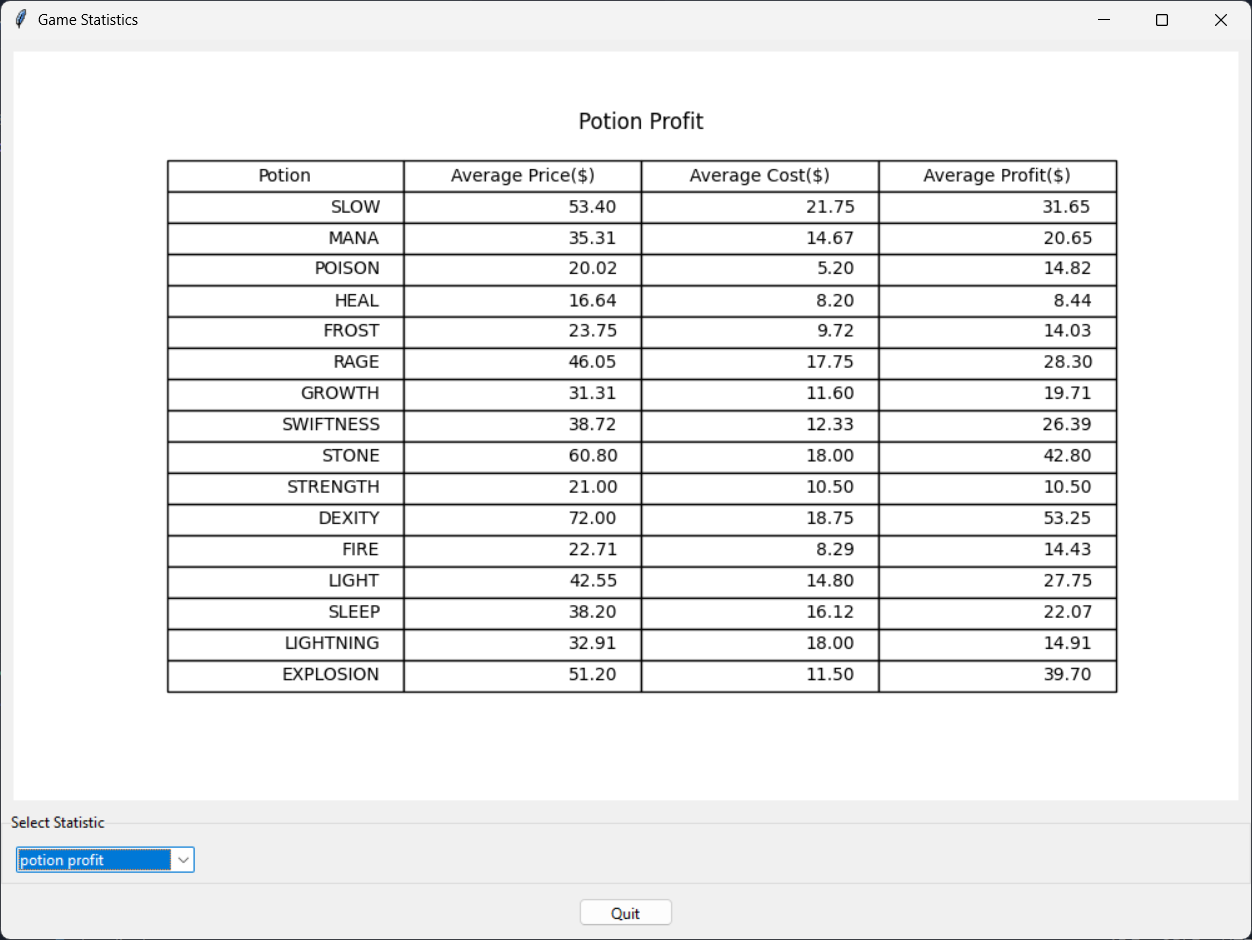 Game Statistics
Potion Profit
Potion Average Price($) Average Cost($) Average Profit($)
SLOW 53.40 21.75 31.65
MANA 35.31 14.67 20.65
POISON 20.02 5.20 14.82
HEAL 16.64 8.20 8.44
FROST 23.75 9.72 14.03
RAGE 46.05 17.75 28.30
GROWTH 31.31 11.60 19.71
SWIFTNESS 38.72 12.33 26.39
STONE 60.80 18.00 42.80
STRENGTH 21.00 10.50 10.50
DEXITY 72.00 18.75 53.25
FIRE 22.71 8.29 14.43
LIGHT 42.55 14.80 27.75
SLEEP 38.20 16.12 22.07
LIGHTNING 32.91 18.00 14.91
EXPLOSION 51.20 11.50 39.70
Select Statistic
potion profit
Quit